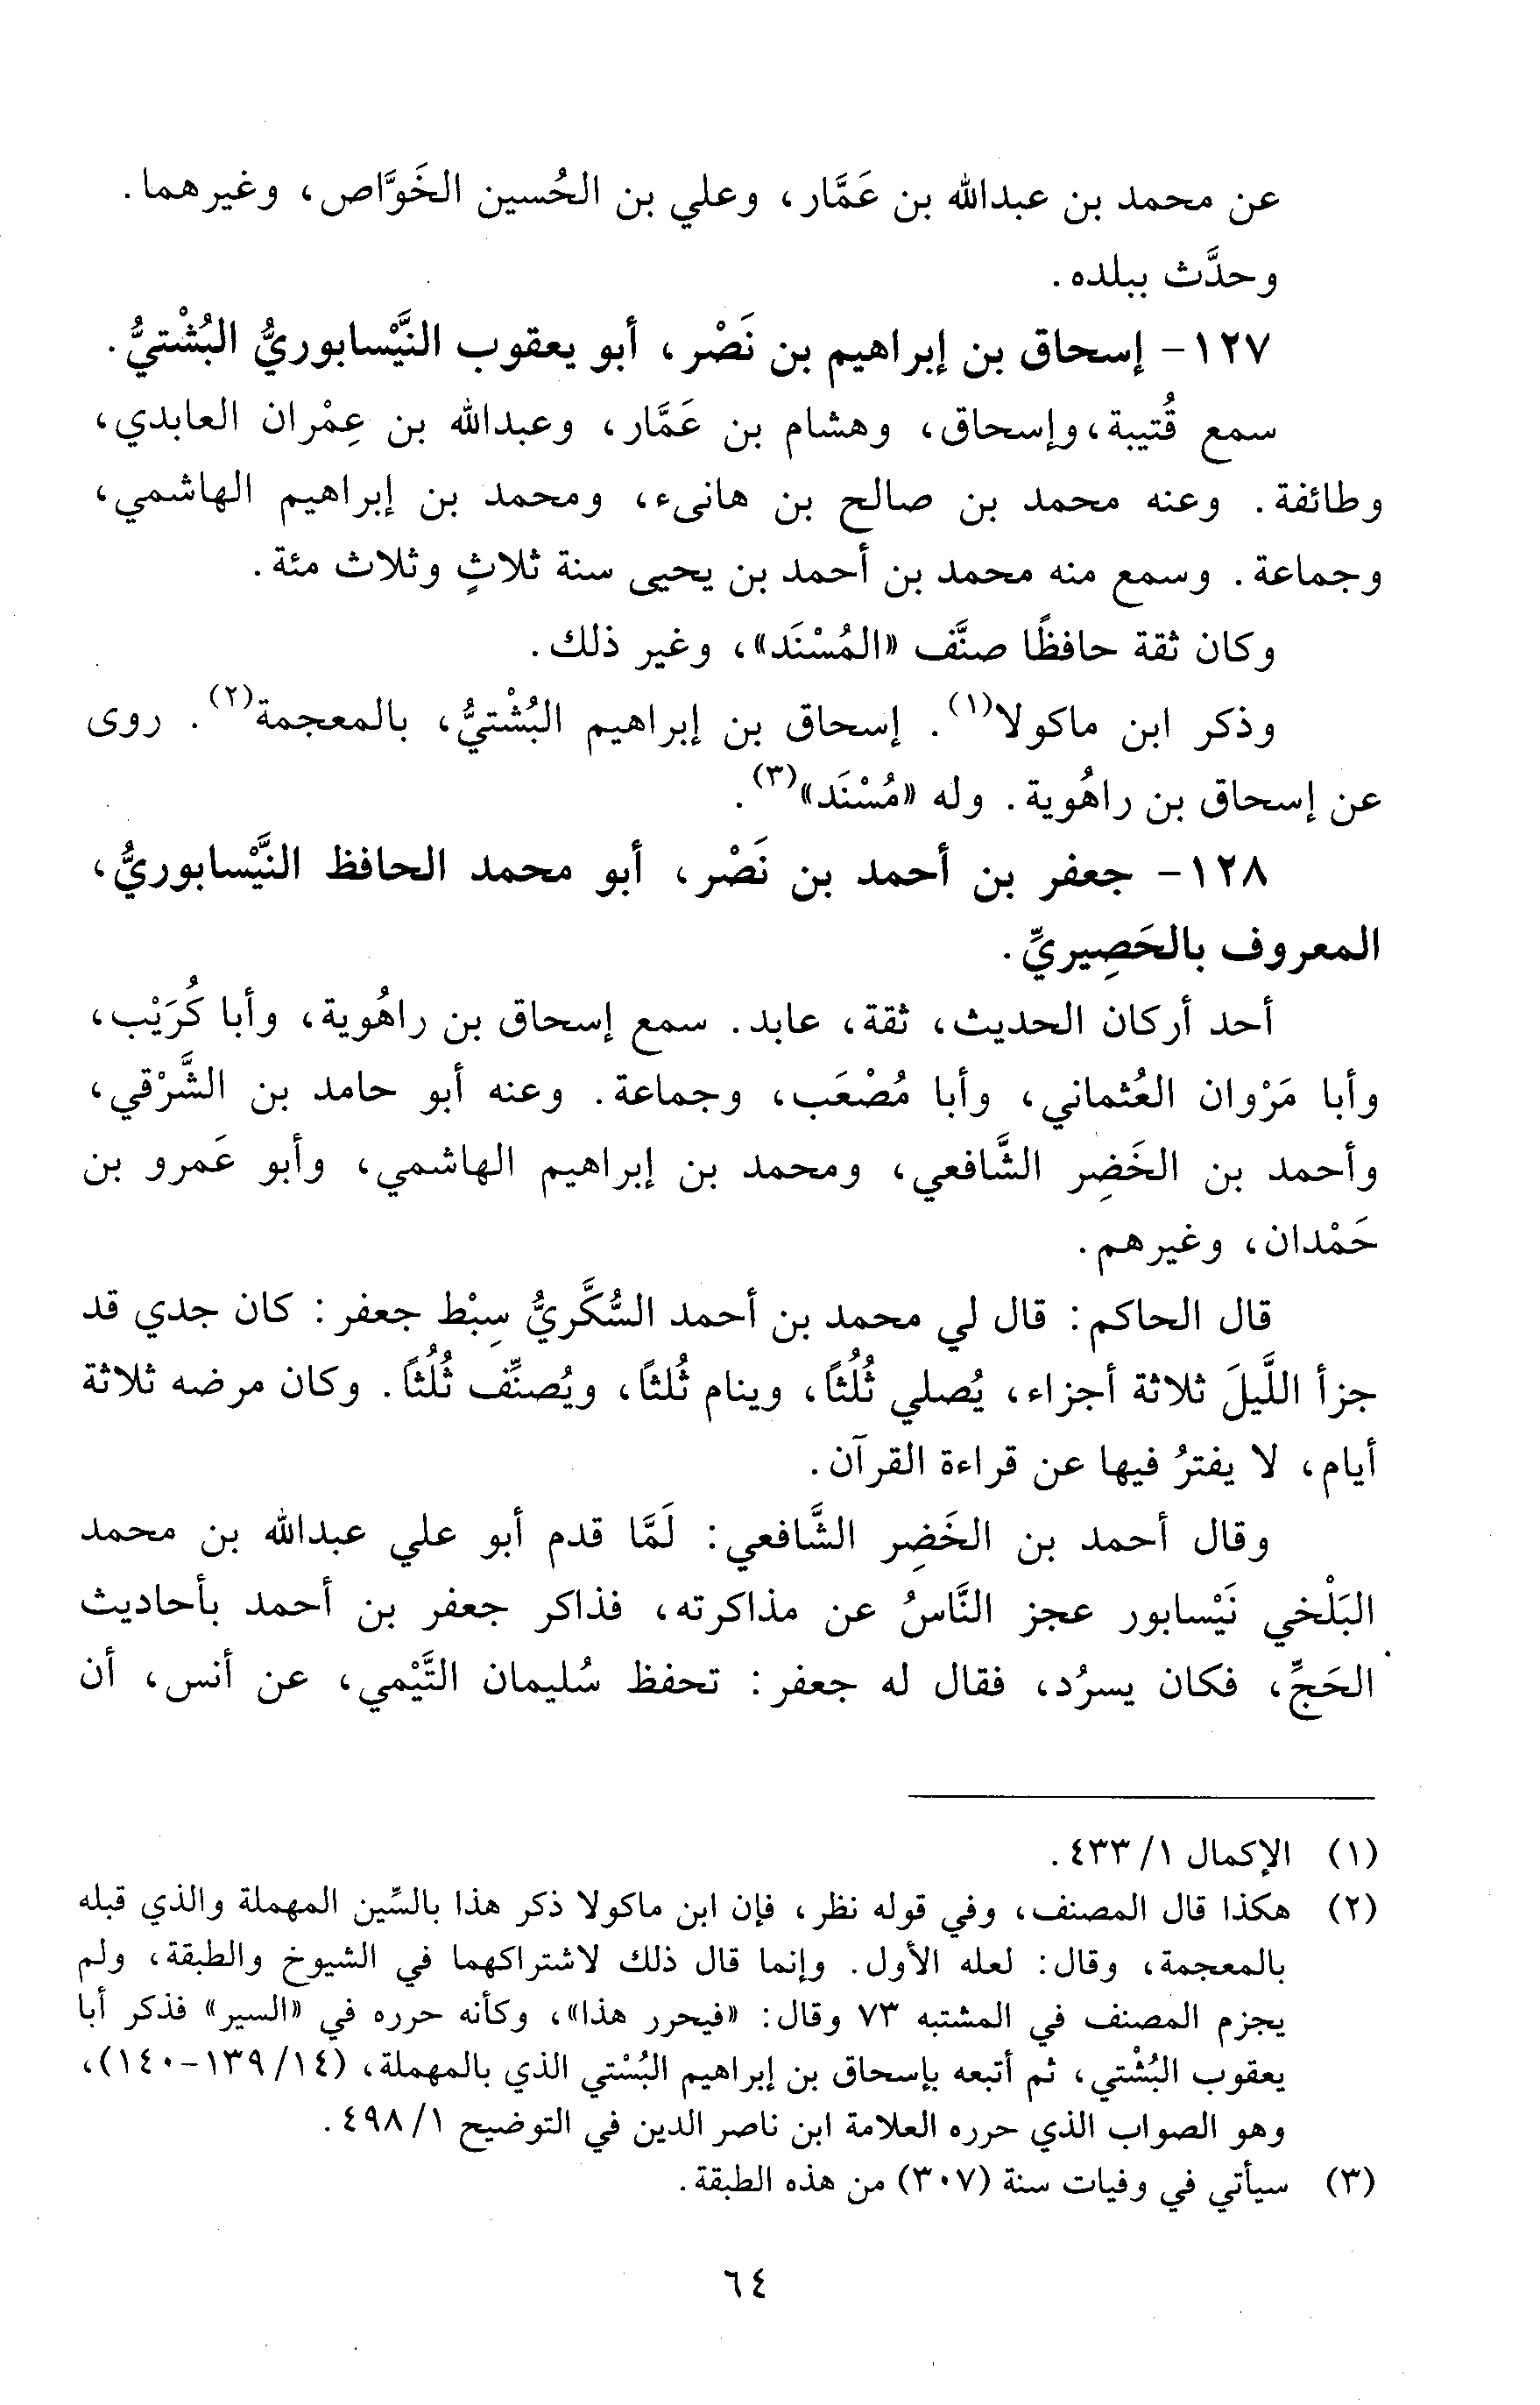 عن محمد بن عبدالله بن عَمَّار، وعلي بن الحُسين الخَوَّاص، وغيرهما.
وحدَّث ببلده.
١٢٧- إسحاق بن إبراهيم بن نَصْر، أبو يعقوب النَّيْسابوريُّ البُشْتيُّ.
سمع قُتيبة، وإسحاق، وهشام بن عَمَّار، وعبدالله بن عِمْران العابدي،
وطائفة. وعنه محمد بن صالح بن هانىء، ومحمد بن إبراهيم الهاشمي،
وجماعة. وسمع منه محمد بن أحمد بن يحيى سنة ثلاثٍ وثلاث مئة.
وكان ثقة حافظًا صنَّف «المُسْنَد»، وغير ذلك.
وذكر ابن ماكولا(١). إسحاق بن إبراهيم البُشْتيُّ، بالمعجمة(٢). روى
عن إسحاق بن راهُوية. وله «مُسْنَد»(٣).
١٢٨- جعفر بن أحمد بن نَصْر، أبو محمد الحافظ النَّيْسابوريُّ،
المعروف بالحَصِيريِّ.
أحد أركان الحديث، ثقة، عابد. سمع إسحاق بن راهُوية، وأبا كُرَيْب،
وأبا مَرْوان العُثماني، وأبا مُصْعَب، وجماعة. وعنه أبو حامد بن الشَّرْقي،
وأحمد بن الخَضِر الشَّافعي، ومحمد بن إبراهيم الهاشمي، وأبو عَمرو بن
حَمْدان، وغيرهم.
قال الحاكم: قال لي محمد بن أحمد السُّكَّريُّ سِبْط جعفر: كان جدي قد
جزأ اللَّيلَ ثلاثة أجزاء، يُصلي ثُلُثاً، وينام ثُلثاً، ويُصنِّف ثُلُثاً. وكان مرضه ثلاثة
أيام، لا يفترُ فيها عن قراءة القرآن.
وقال أحمد بن الخَضِر الشَّافعي: لَمَّا قدم أبو علي عبدالله بن محمد
البَلْخي نَيْسابور عجز النَّاسُ عن مذاكرته، فذاكر جعفر بن أحمد بأحاديث
الحَجِّ، فكان يسرُد، فقال له جعفر: تحفظ سُليمان التَّيْمي، عن أنس، أن
(١) الإكمال ١/ ٤٣٣.
(٢) هكذا قال المصنف، وفي قوله نظر، فإن ابن ماكولا ذكر هذا بالسِّين المهملة والذي قبله
بالمعجمة، وقال: لعله الأول. وإنما قال ذلك لاشتراكهما في الشيوخ والطبقة، ولم
يجزم المصنف في المشتبه ٧٣ وقال: «فيحرر هذا»، وكأنه حرره في «السير» فذكر أبا
يعقوب البُشْتي، ثم أتبعه بإسحاق بن إبراهيم البُسْتي الذي بالمهملة، (١٤/ ١٣٩-١٤٠)،
وهو الصواب الذي حرره العلامة ابن ناصر الدين في التوضيح ١/ ٤٩٨.
(٣) سيأتي في وفيات سنة (٣٠٧) من هذه الطبقة.
٦٤